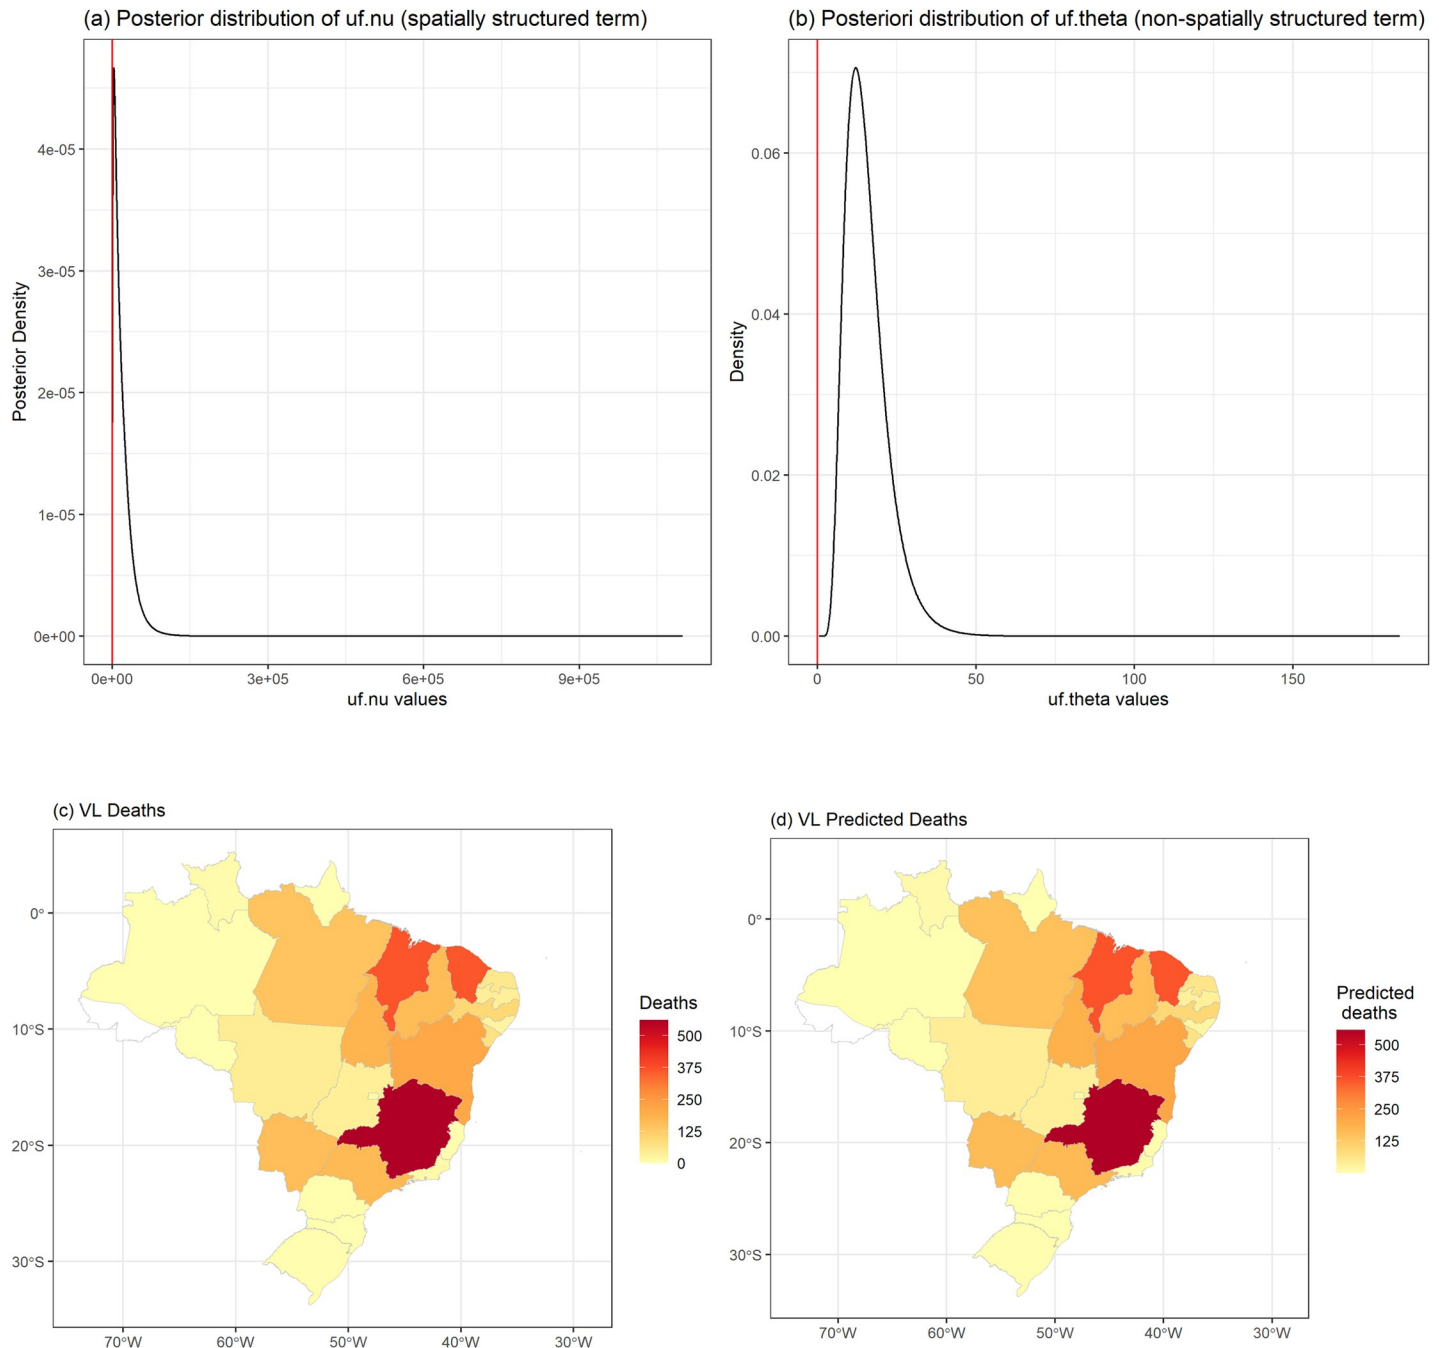 (a) Posterior distribution of uf.nu (spatially structured term)
Posterior Density
4e-05
3e-05
2e-05
1e-05
0e+00
0e+00 3e+05 6e+05 9e+05
uf.nu values
(b) Posteriori distribution of uf.theta (non-spatially structured term)
Density
0.06
0.04
0.02
0.00
0 50 100 150
uf.theta values
(c) VL Deaths
0°
10°S
20°S
30°S
70°W 60°W 50°W 40°W 30°W
Deaths
500
375
250
125
0
(d) VL Predicted Deaths
0°
10°S
20°S
30°S
70°W 60°W 50°W 40°W 30°W
Predicted
deaths
500
375
250
125